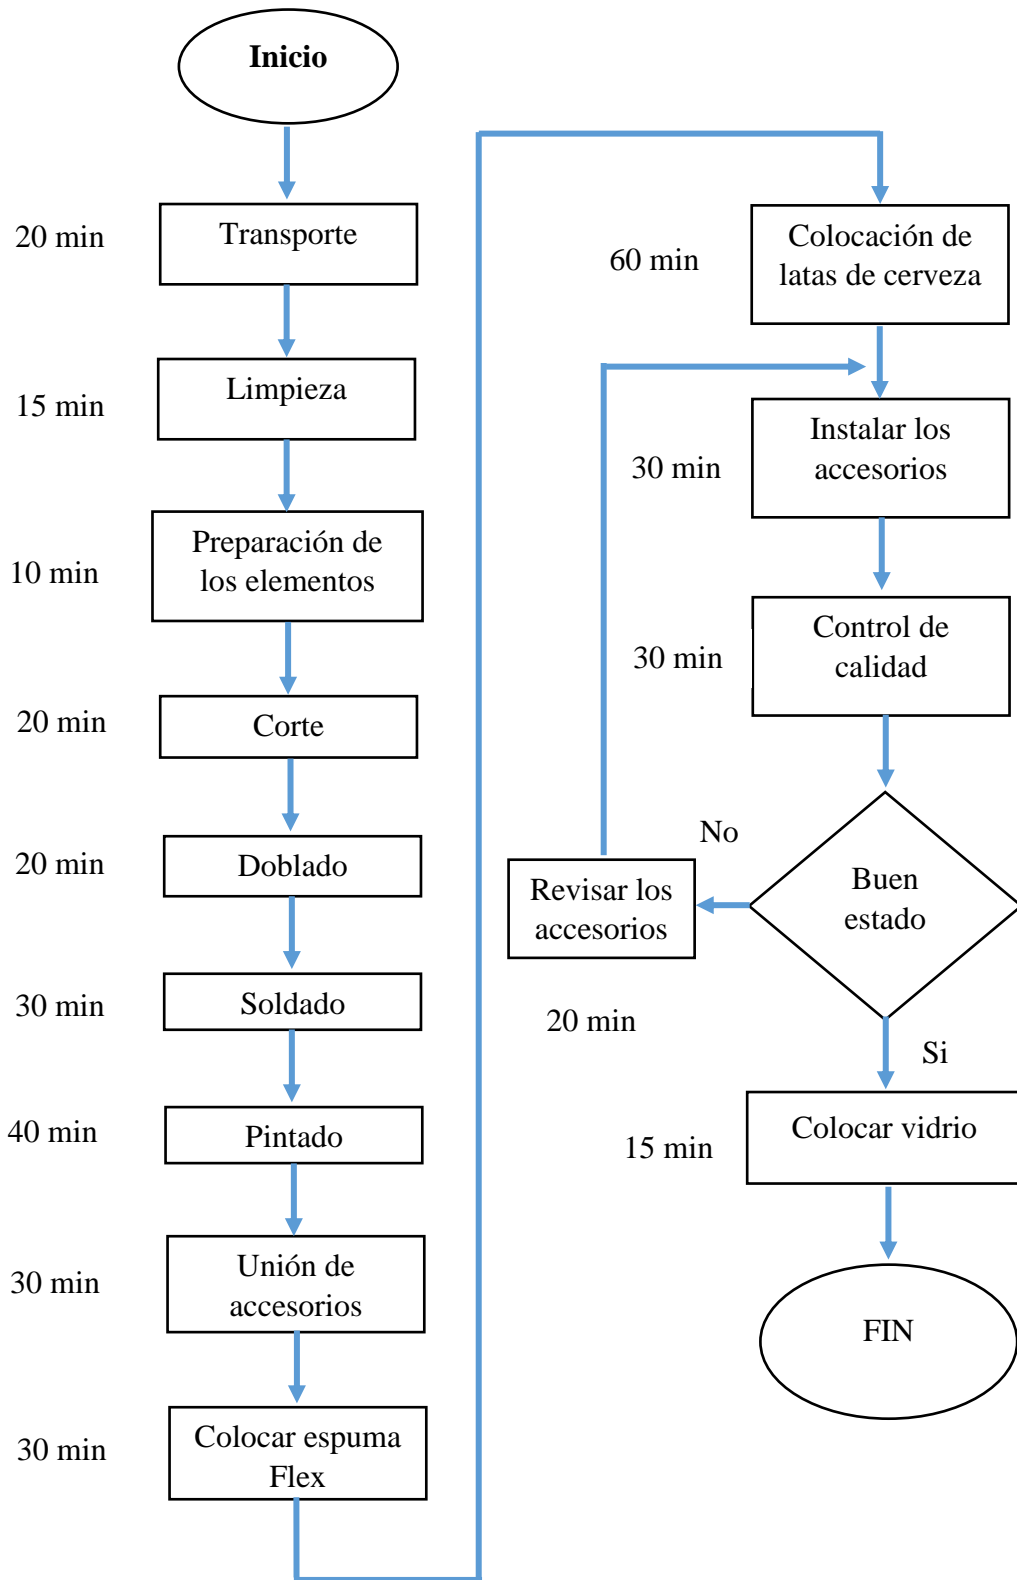 Inicio
20 min
Transporte
15 min
Limpieza
10 min
Preparación de
los elementos
20 min
Corte
20 min
Doblado
30 min
Soldado
40 min
Pintado
30 min
Unión de
accesorios
30 min
Colocar espuma
Flex
60 min
Colocación de
latas de cerveza
30 min
Instalar los
accesorios
30 min
Control de
calidad
Buen
estado
No
Revisar los
accesorios
20 min
Si
15 min
Colocar vidrio
FIN